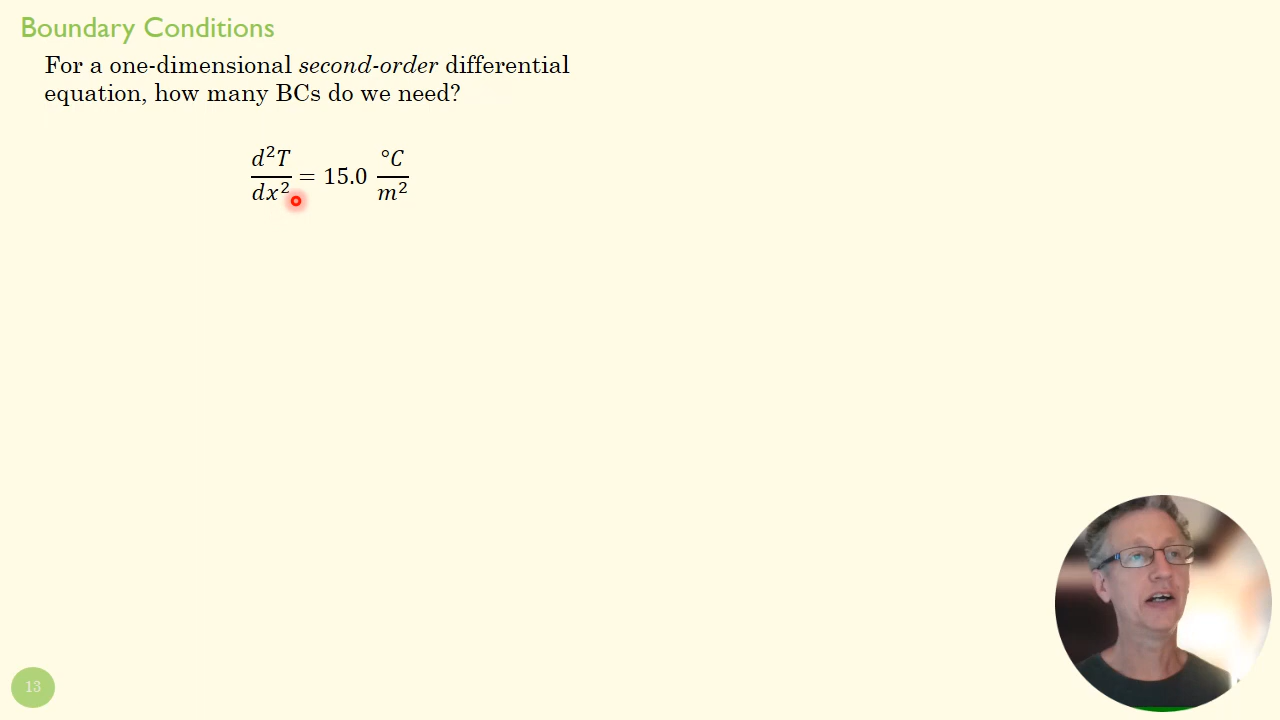 Boundary Conditions
For a one-dimensional second-order differential
equation, how many BCs do we need?
d²T/dx² = 15.0 °C/m²
13